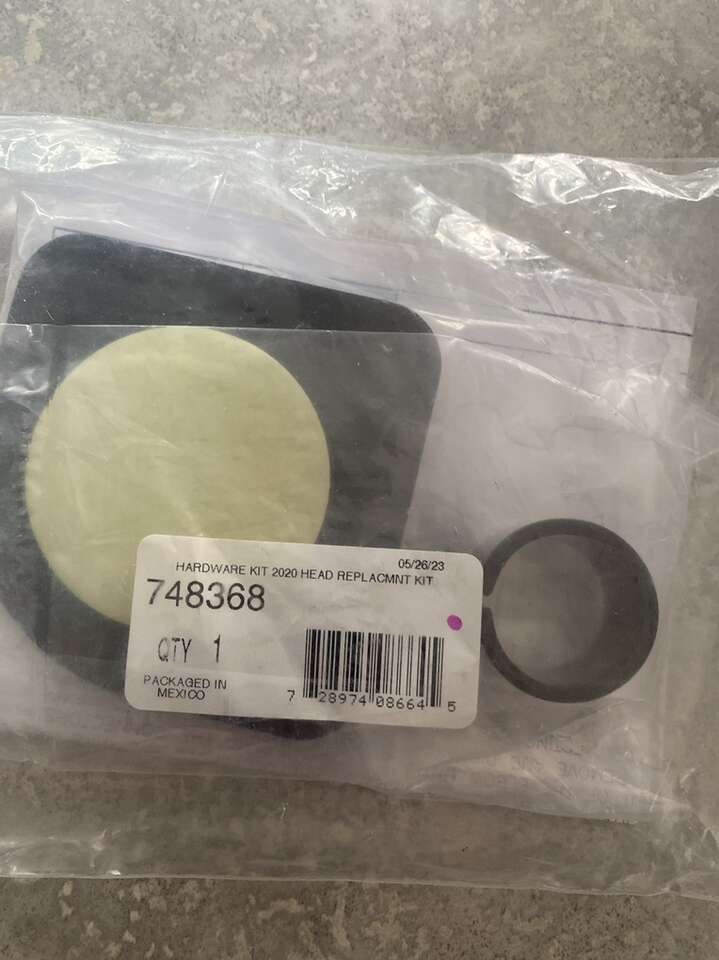 05/26/23
HARDWARE KIT 2020 HEAD REPLACMNT KIT
748368
QTY 1
PACKAGED IN
MEXICO
7 28974 08664 5